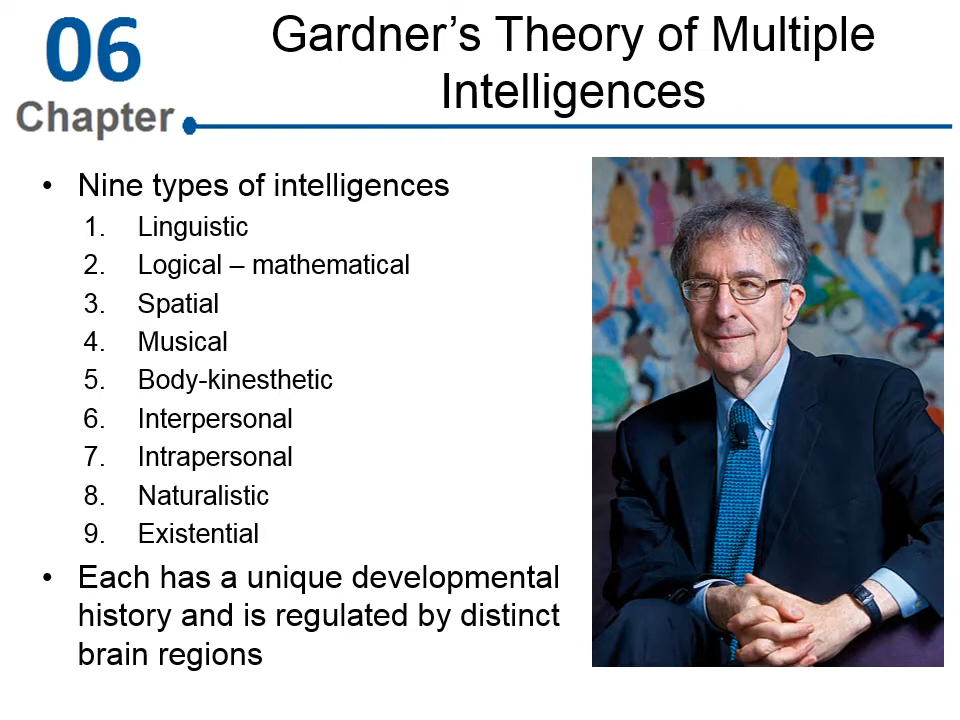 06
Chapter
Gardner’s Theory of Multiple
Intelligences
• Nine types of intelligences
1. Linguistic
2. Logical – mathematical
3. Spatial
4. Musical
5. Body-kinesthetic
6. Interpersonal
7. Intrapersonal
8. Naturalistic
9. Existential
• Each has a unique developmental
history and is regulated by distinct
brain regions